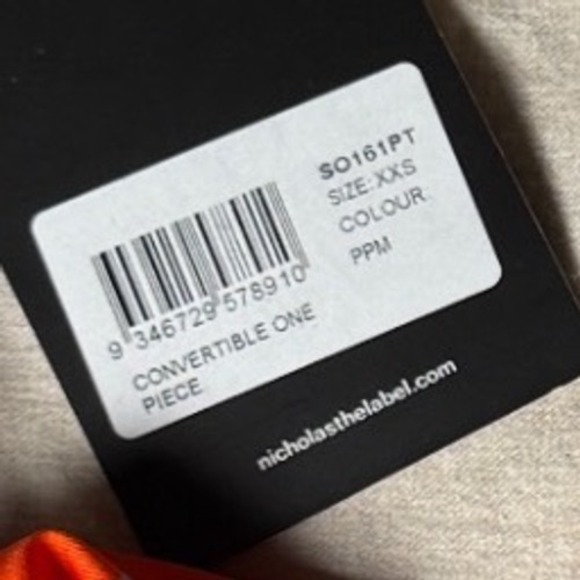 SO161PT
SIZE: XXS
COLOUR
PPM
9 346729 578910
CONVERTIBLE ONE
PIECE
nicholasthelabel.com